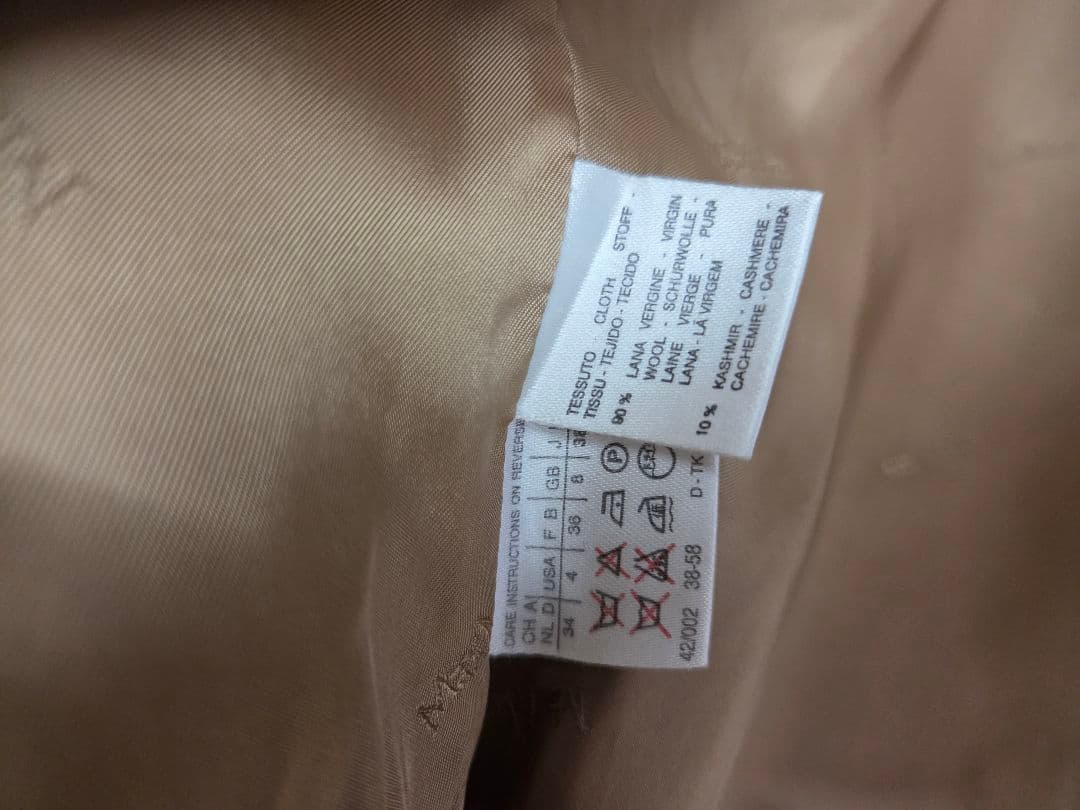 TESSUTO - CLOTH STOFF -
TISSU - TEJIDO - TECIDO
90 % LANA VERGINE - VIRGIN
WOOL - SCHURWOLLE -
LAINE VIERGE - PURA
LANA - LÃ VIRGEM
10 % KASHMIR - CASHMERE -
CACHEMIRE - CACHEMIRA
CARE INSTRUCTIONS ON REVERSE
CH A
NL D USA F B GB J
34 4 36 8 38
P
42/002 38-58 D-TK